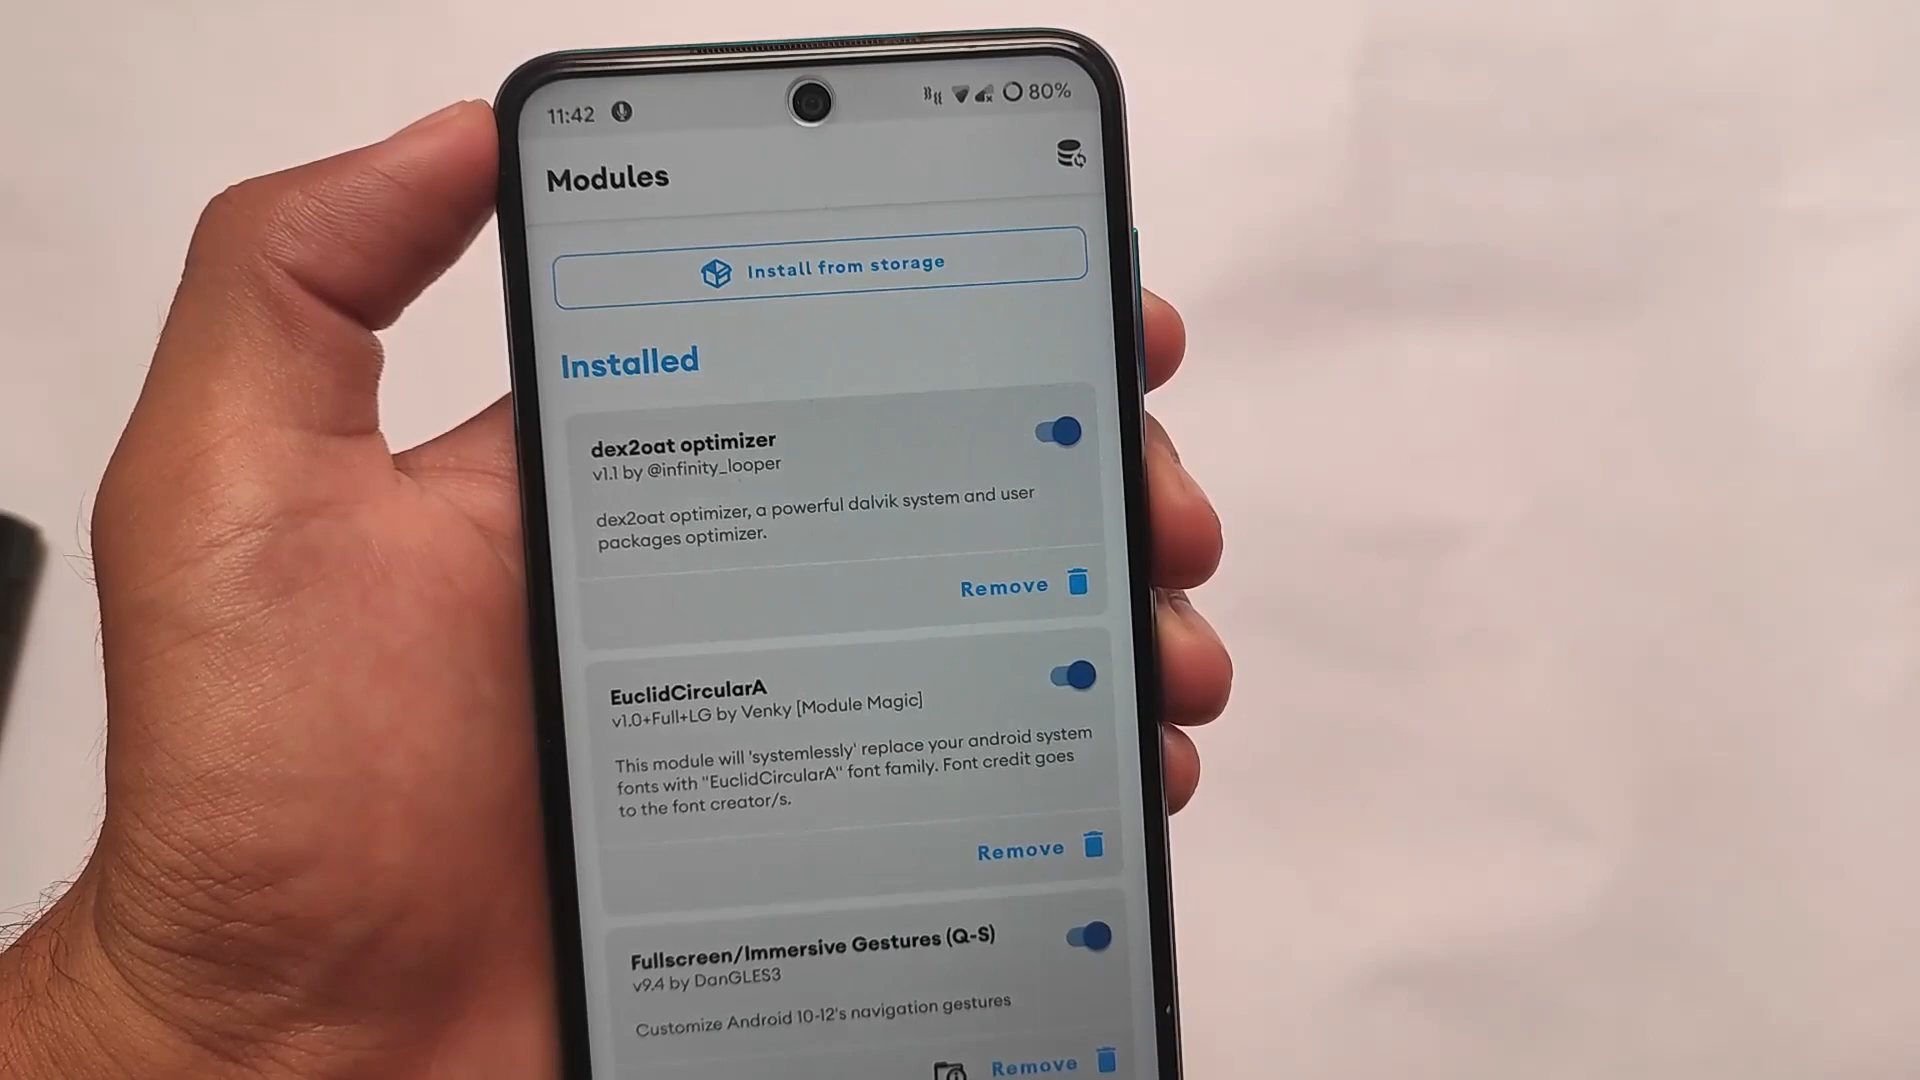 11:42
80%
Modules
Install from storage
Installed
dex2oat optimizer
v1.1 by @infinity_looper
dex2oat optimizer, a powerful dalvik system and user
packages optimizer.
Remove
EuclidCircularA
v1.0+Full+LG by Venky [Module Magic]
This module will 'systemlessly' replace your android system
fonts with "EuclidCircularA" font family. Font credit goes
to the font creator/s.
Remove
Fullscreen/Immersive Gestures (Q-S)
v9.4 by DanGLES3
Customize Android 10-12's navigation gestures
Remove